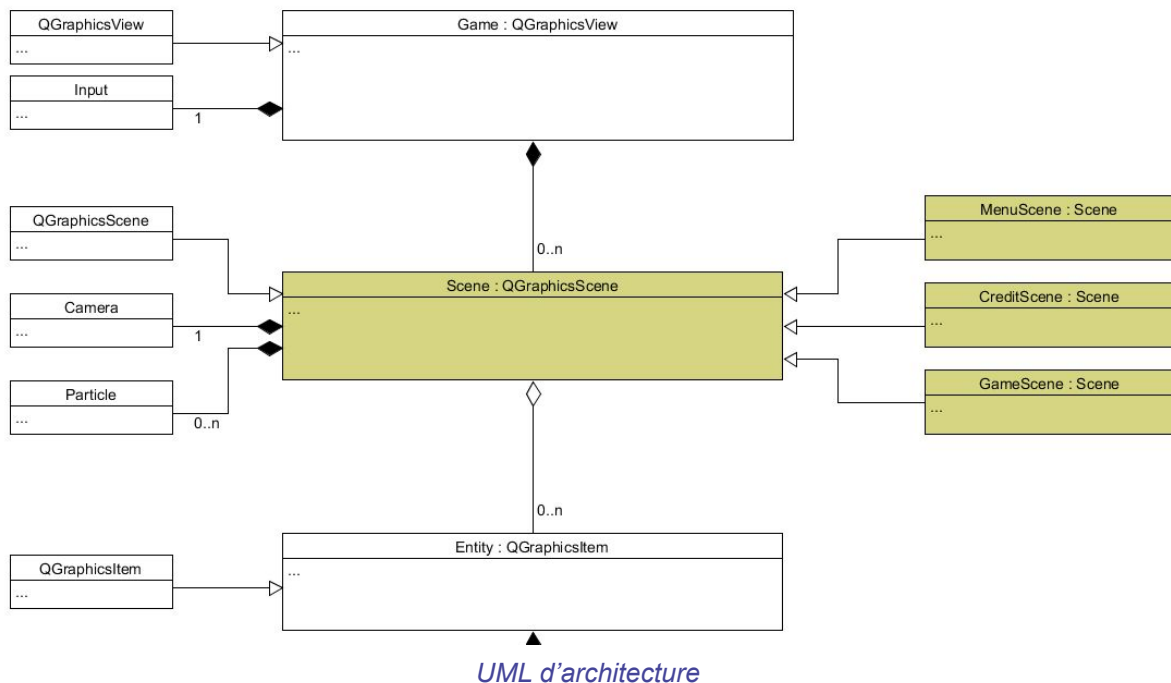 QGraphicsView
...
Game : QGraphicsView
...
Input
...
1
QGraphicsScene
...
0..n
MenuScene : Scene
...
Scene : QGraphicsScene
...
Camera
...
1
CreditScene : Scene
...
Particle
...
0..n
GameScene : Scene
...
0..n
Entity : QGraphicsItem
...
QGraphicsItem
...
UML d'architecture